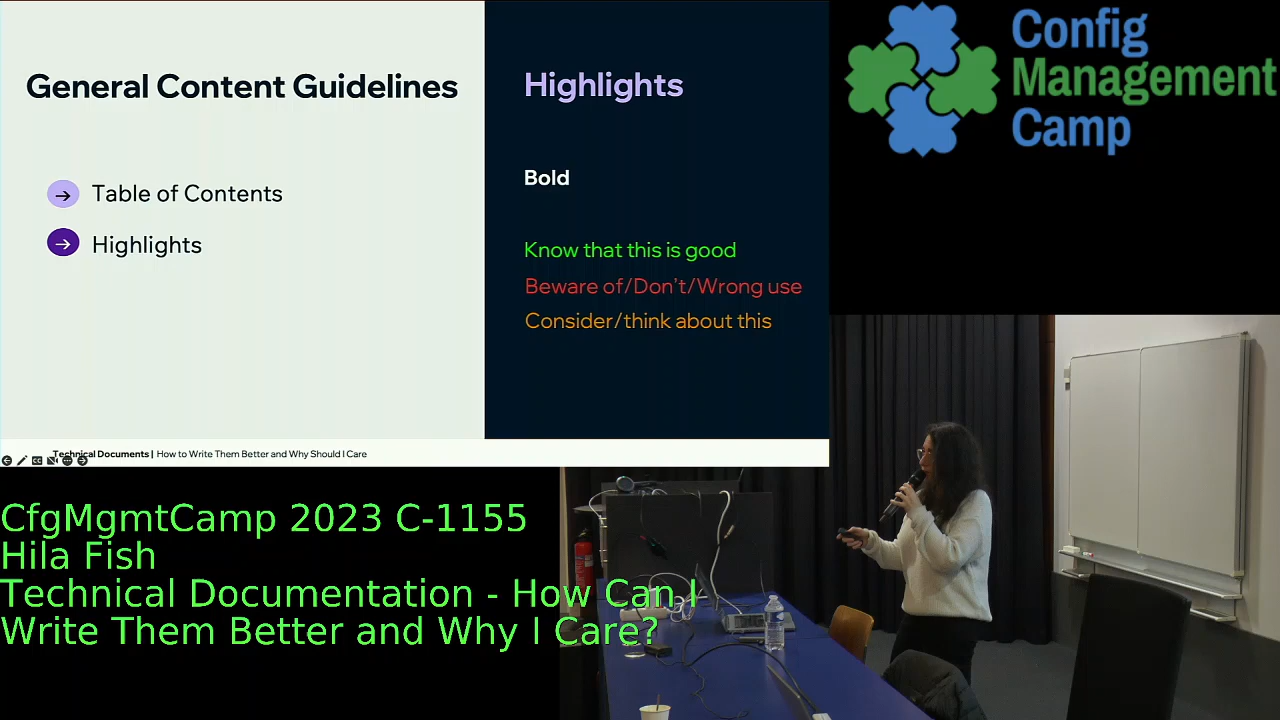 General Content Guidelines
Table of Contents
Highlights
Highlights
Bold
Know that this is good
Beware of/Don't/Wrong use
Consider/think about this
Technical Documents | How to Write Them Better and Why Should I Care
Config
Management
Camp
CfgMgmtCamp 2023 C-1155
Hila Fish
Technical Documentation - How Can I
Write Them Better and Why I Care?